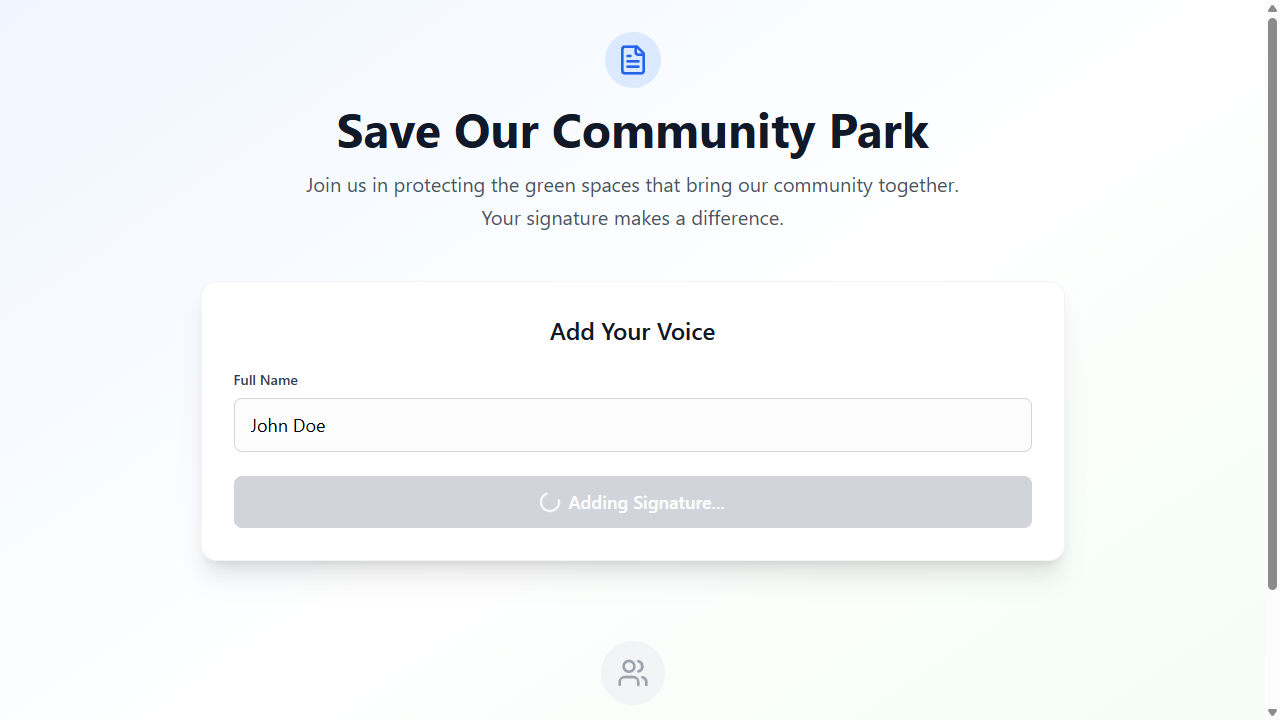 Save Our Community Park
Join us in protecting the green spaces that bring our community together.
Your signature makes a difference.
Add Your Voice
Full Name
John Doe
Adding Signature...